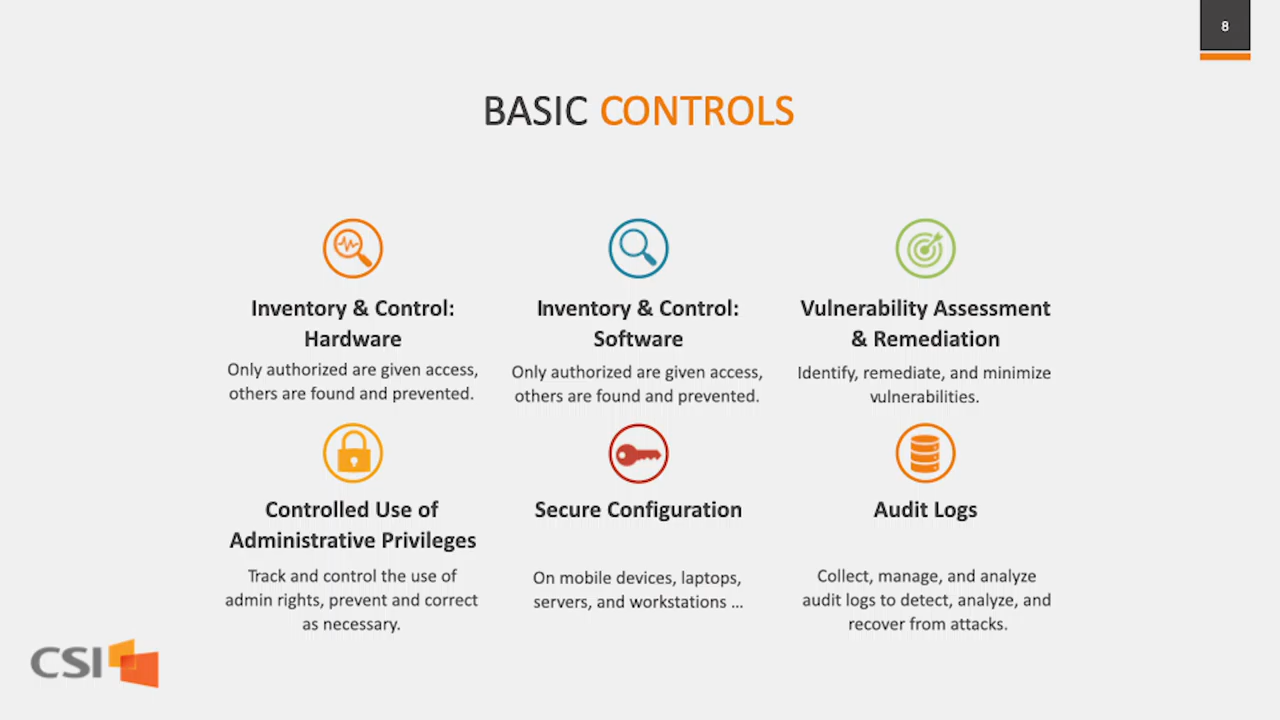 8
BASIC CONTROLS
Inventory & Control:
Hardware
Only authorized are given access,
others are found and prevented.
Inventory & Control:
Software
Only authorized are given access,
others are found and prevented.
Vulnerability Assessment
& Remediation
Identify, remediate, and minimize
vulnerabilities.
Controlled Use of
Administrative Privileges
Track and control the use of
admin rights, prevent and correct
as necessary.
Secure Configuration
On mobile devices, laptops,
servers, and workstations ...
Audit Logs
Collect, manage, and analyze
audit logs to detect, analyze, and
recover from attacks.
CSI